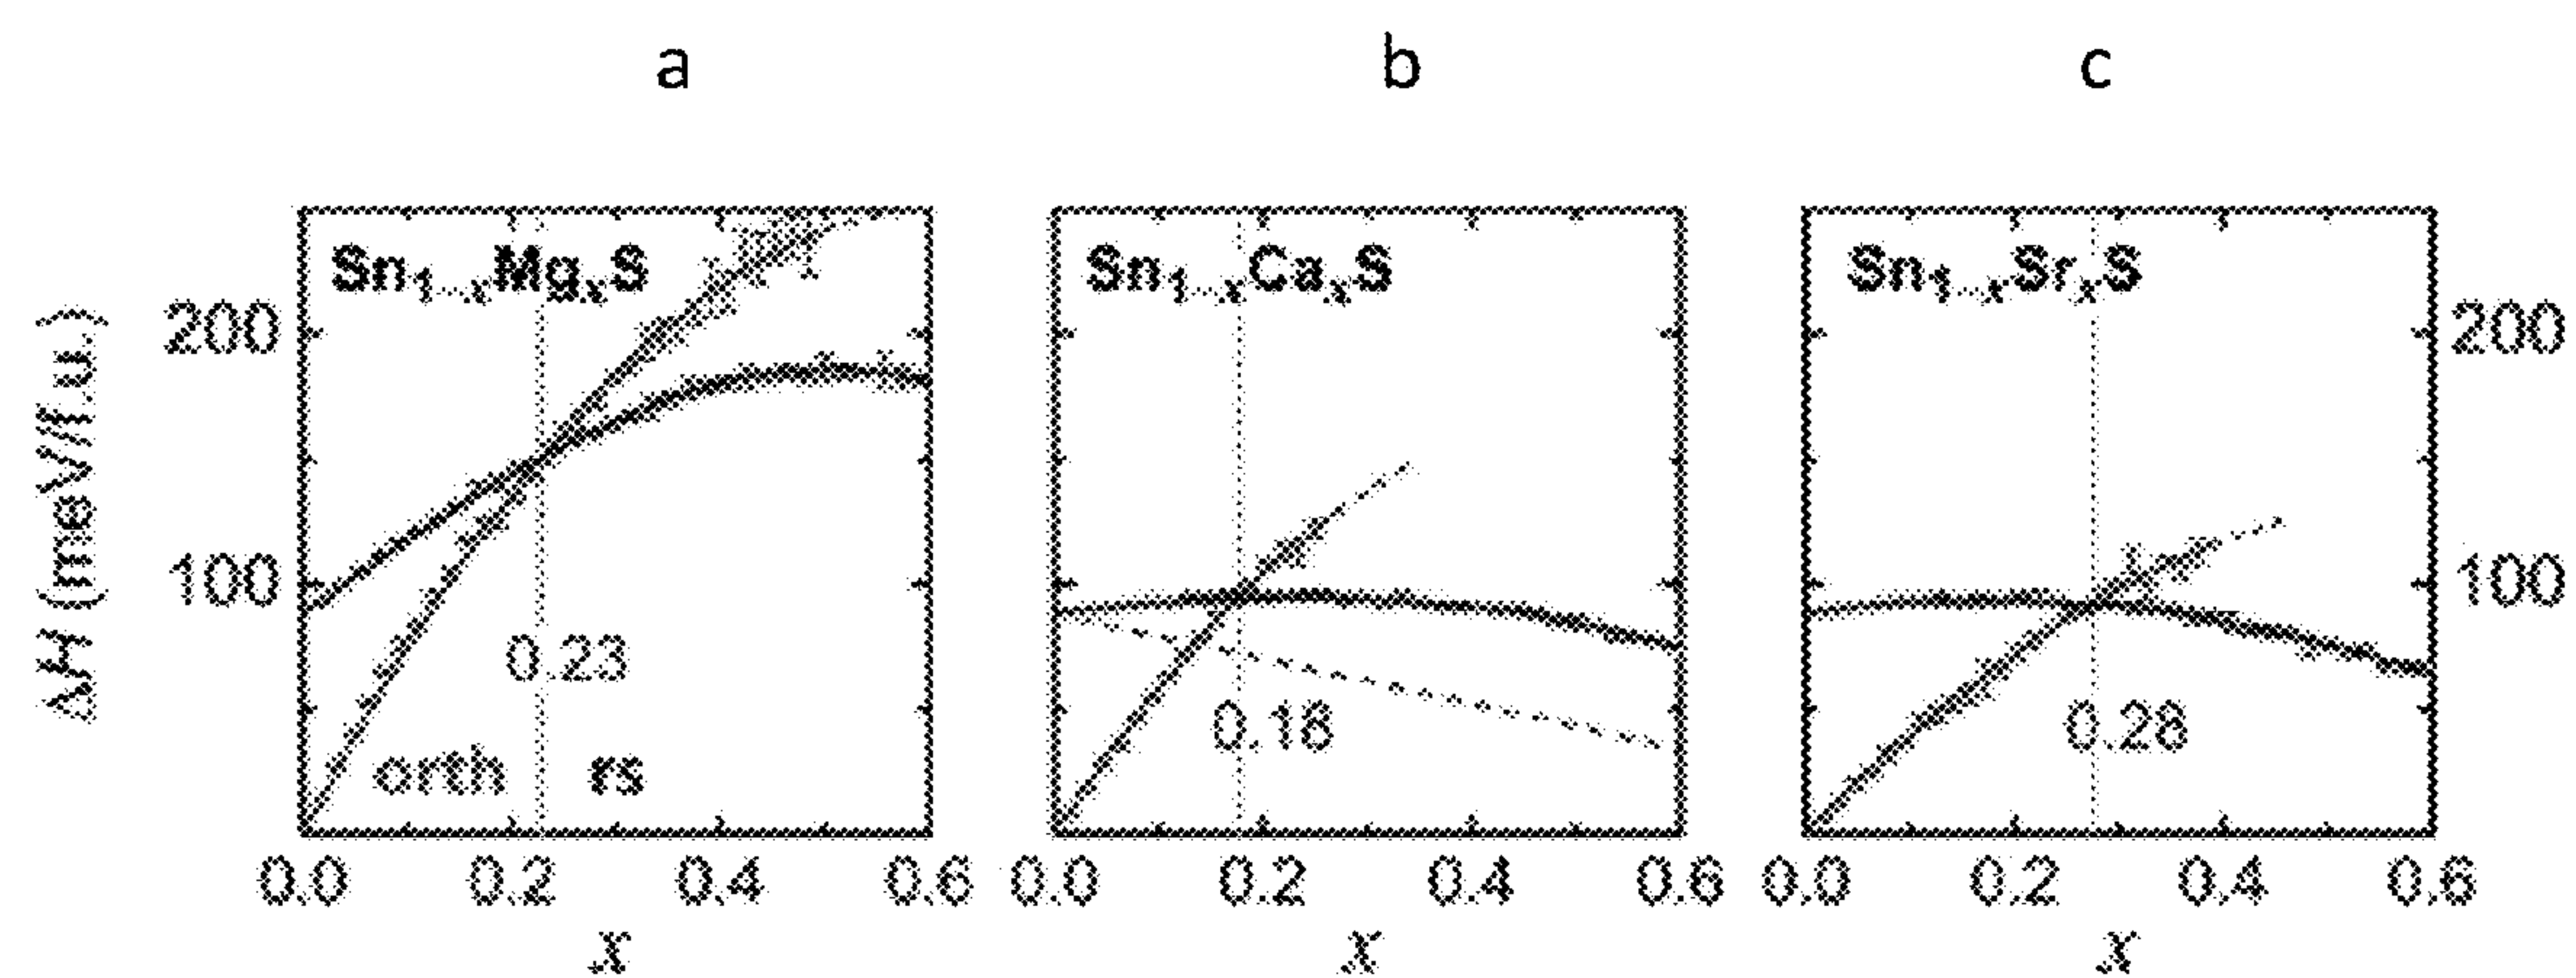 a b c
Sn1-xMgxS Sn1-xCaxS Sn1-xSrxS
ΔH (meV/f.u.)
200 200
100 100
0.23 0.18 0.28
orth rs
0.0 0.2 0.4 0.6 0.0 0.2 0.4 0.6 0.0 0.2 0.4 0.6
x x x